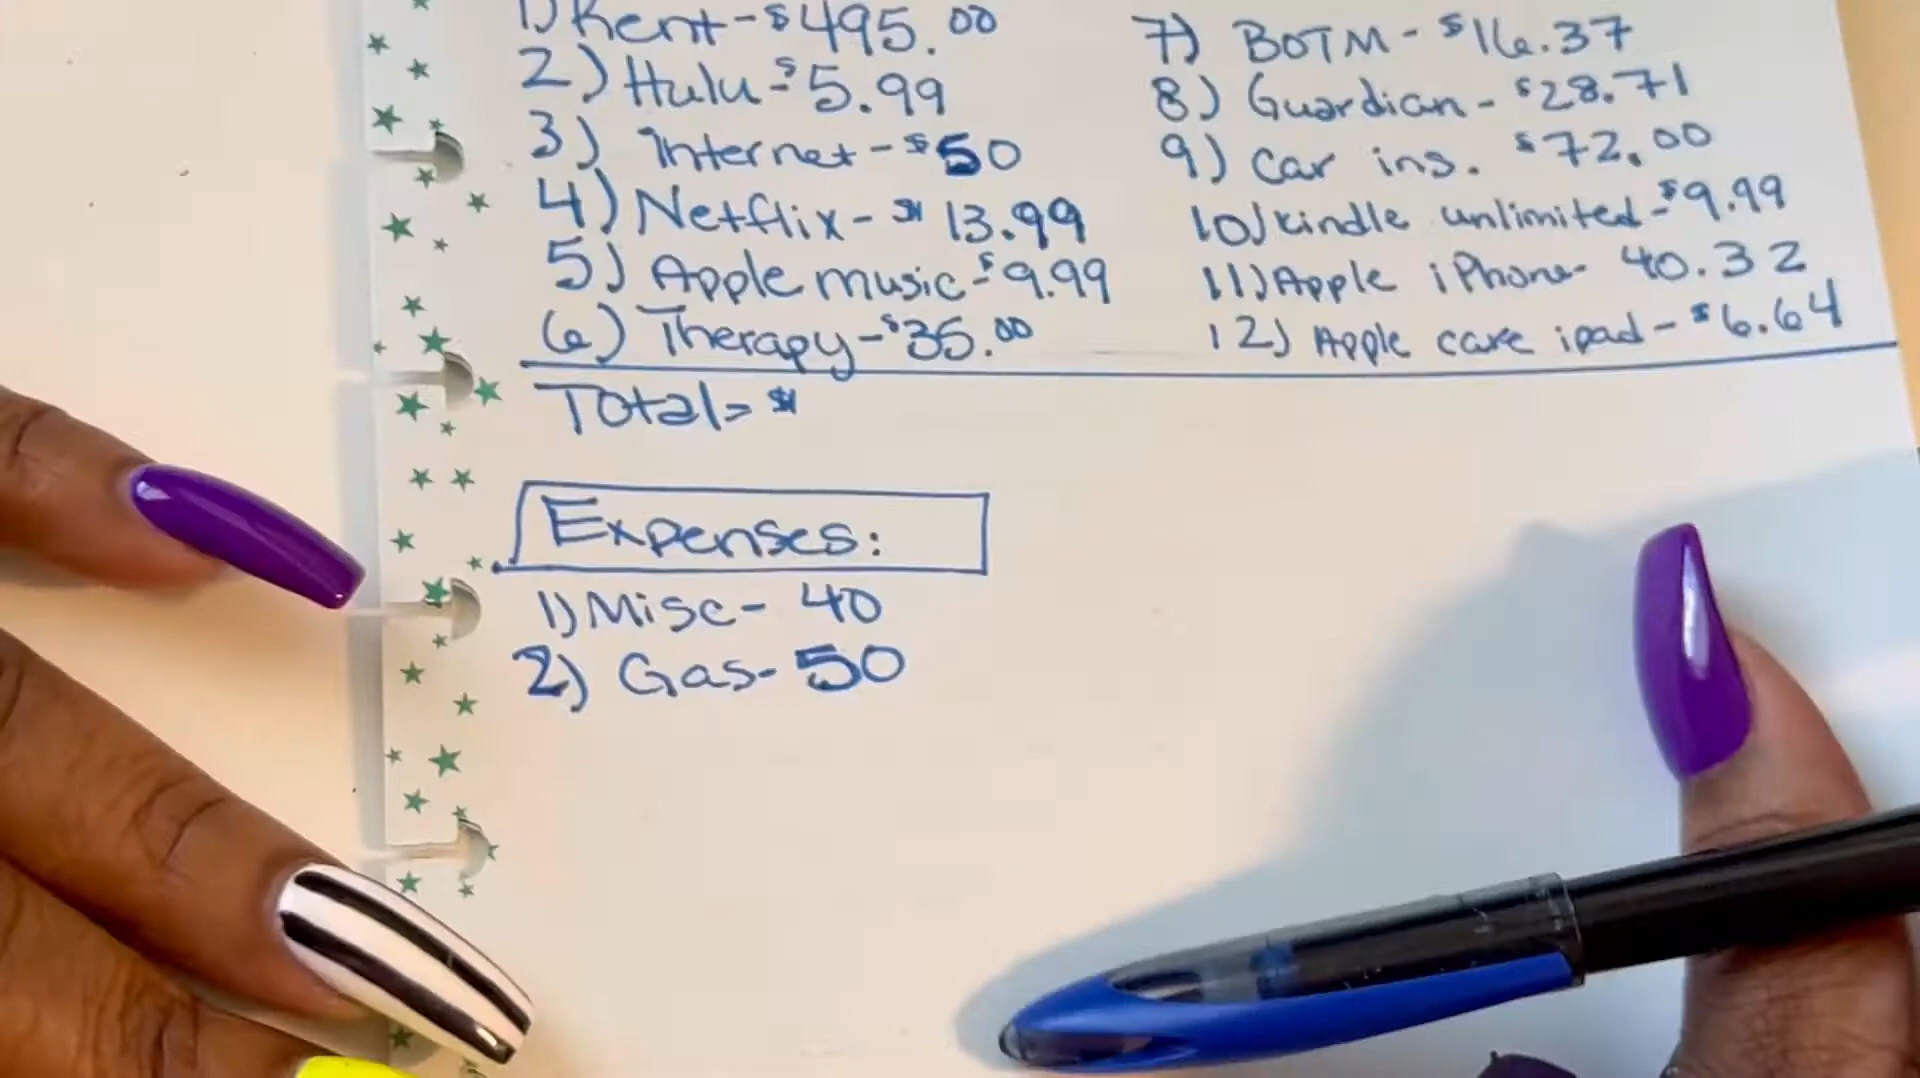 1) Rent-$495.00
2) Hulu-$5.99
3) Internet-$50
4) Netflix-$13.99
5) Apple music-$9.99
6) Therapy-$35.00
7) BOTM-$16.37
8) Guardian-$28.71
9) Car ins. $72.00
10) Kindle unlimited-$9.99
11) Apple iPhone- 40.32
12) Apple care ipad-$6.64
Total= $
Expenses:
1) Misc- 40
2) Gas- 50